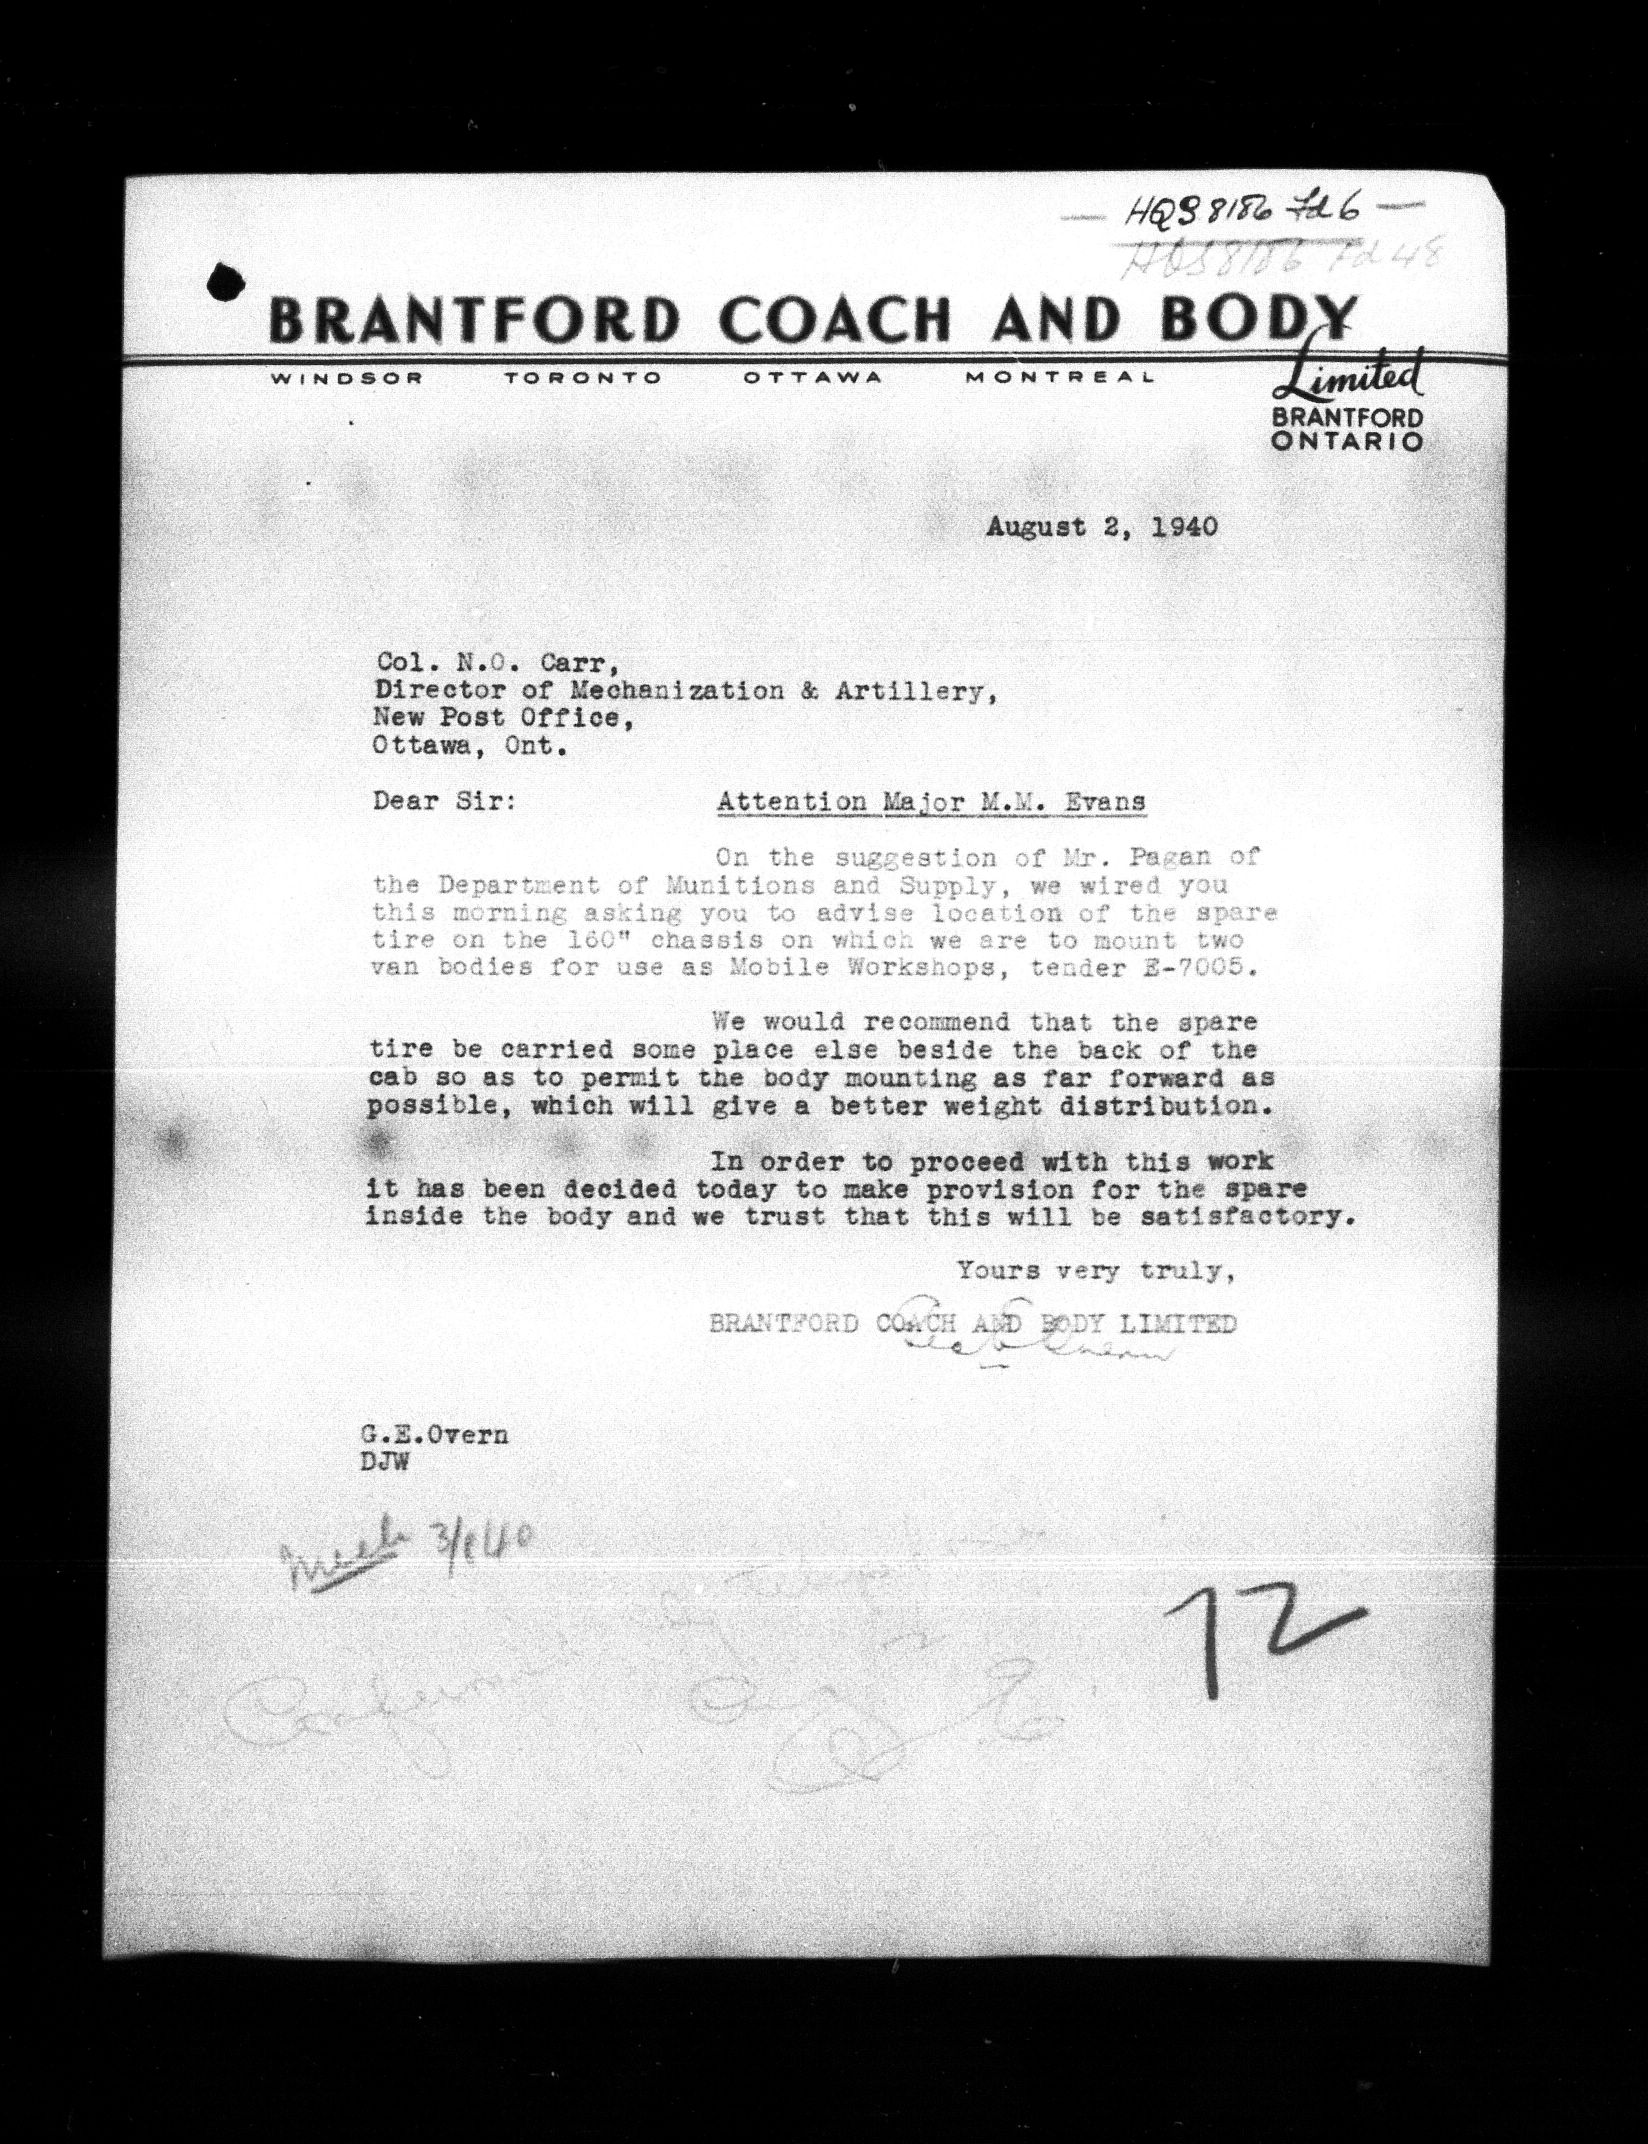 HQS 8186 Fd 6
HQS 8186 Fd 48
BRANTFORD COACH AND BODY
Limited
WINDSOR TORONTO OTTAWA MONTREAL
BRANTFORD
ONTARIO
August 2, 1940
Col. N.O. Carr,
Director of Mechanization & Artillery,
New Post Office,
Ottawa, Ont.
Dear Sir: Attention Major M.M. Evans
On the suggestion of Mr. Pagan of
the Department of Munitions and Supply, we wired you
this morning asking you to advise location of the spare
tire on the 160" chassis on which we are to mount two
van bodies for use as Mobile Workshops, tender E-7005.
We would recommend that the spare
tire be carried some place else beside the back of the
cab so as to permit the body mounting as far forward as
possible, which will give a better weight distribution.
In order to proceed with this work
it has been decided today to make provision for the spare
inside the body and we trust that this will be satisfactory.
Yours very truly,
BRANTFORD COACH AND BODY LIMITED
G.E.Overn
DJW
3/8/40
72